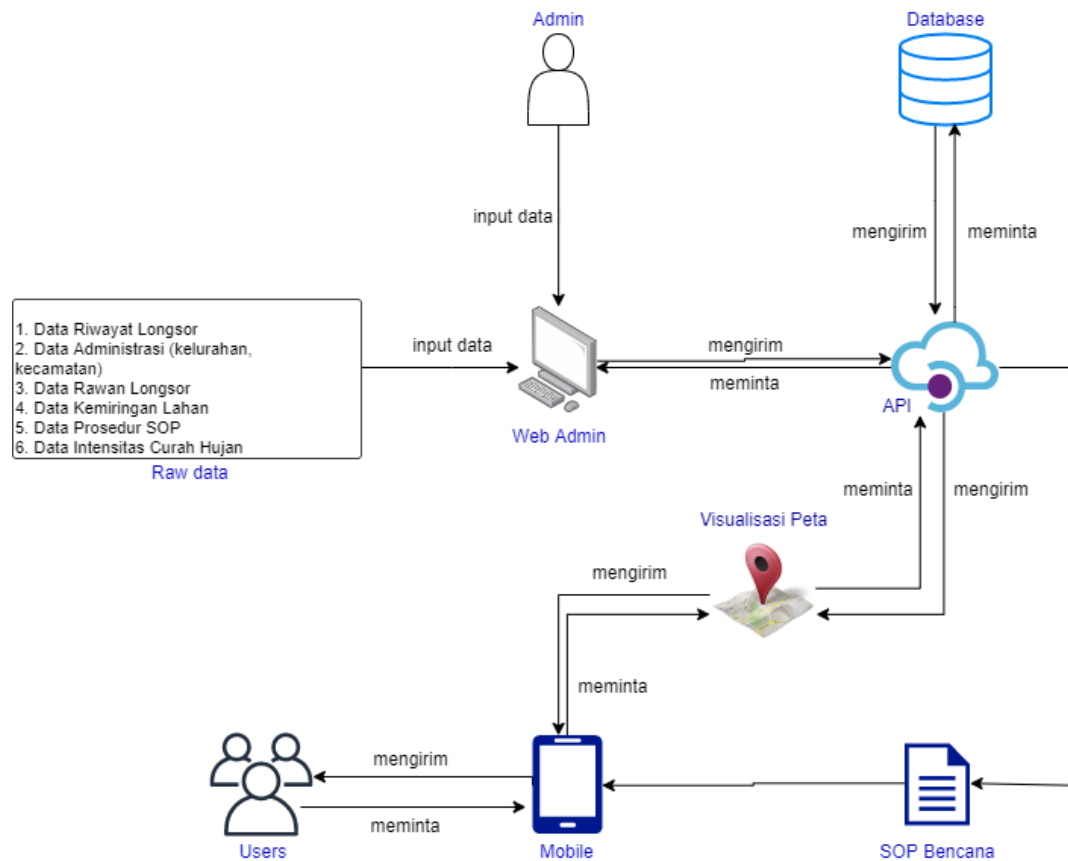 Admin
Database
input data
mengirim
meminta
1. Data Riwayat Longsor
2. Data Administrasi (kelurahan,
kecamatan)
3. Data Rawan Longsor
4. Data Kemiringan Lahan
5. Data Prosedur SOP
6. Data Intensitas Curah Hujan
Raw data
input data
Web Admin
mengirim
meminta
API
meminta
mengirim
Visualisasi Peta
mengirim
meminta
mengirim
meminta
Users
Mobile
SOP Bencana